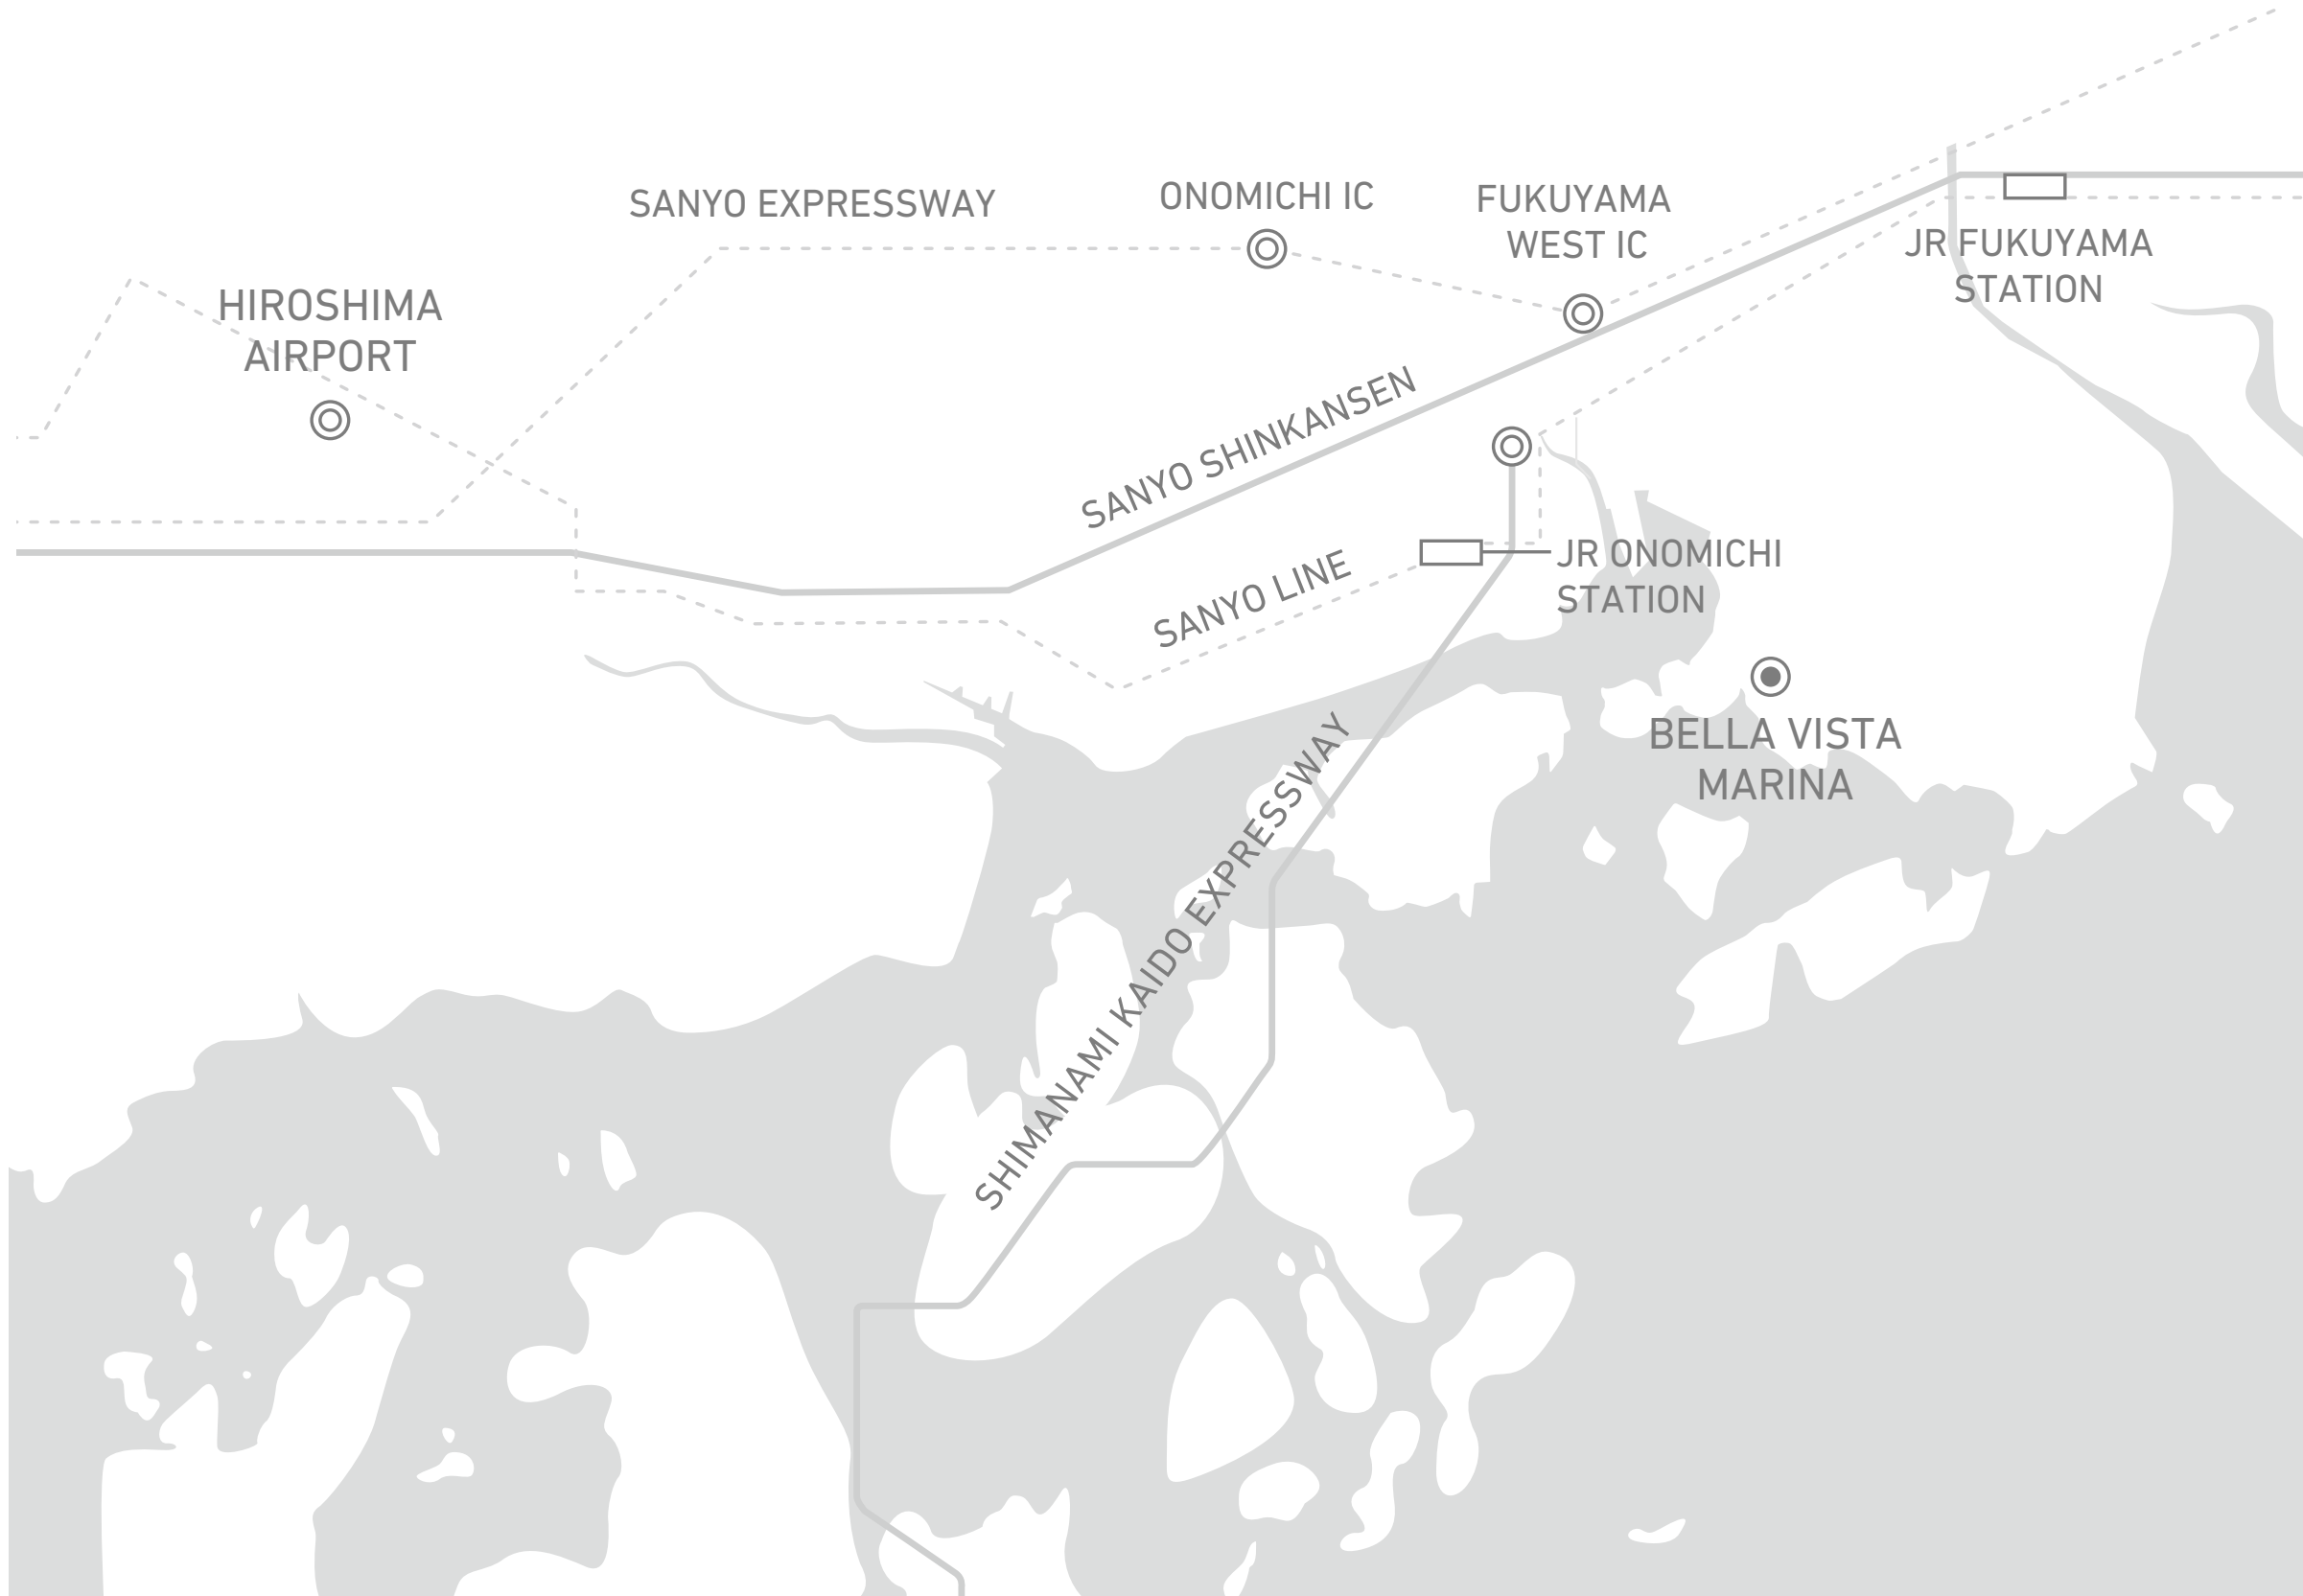 SANYO EXPRESSWAY
ONOMICHI IC
FUKUYAMA
WEST IC
JR FUKUYAMA
STATION
HIROSHIMA
AIRPORT
SANYO SHINKANSEN
JR ONOMICHI
STATION
SANYO LINE
BELLA VISTA
MARINA
SHIMANAMI KAIDO EXPRESSWAY